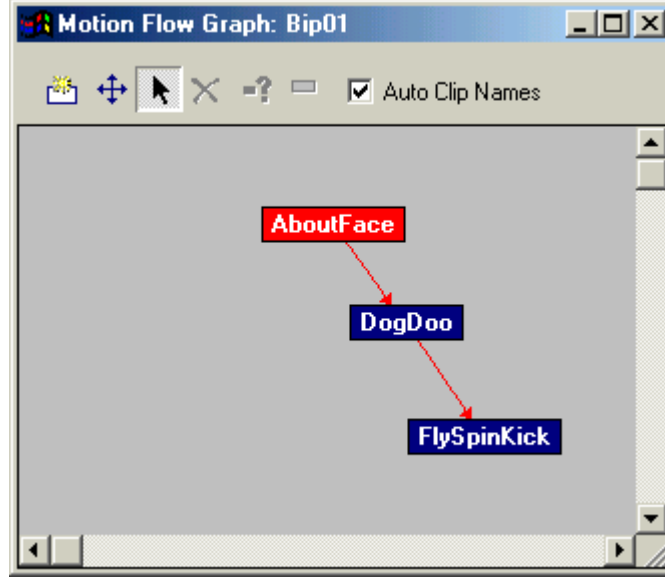 Motion Flow Graph: Bip01
Auto Clip Names
AboutFace
DogDoo
FlySpinKick